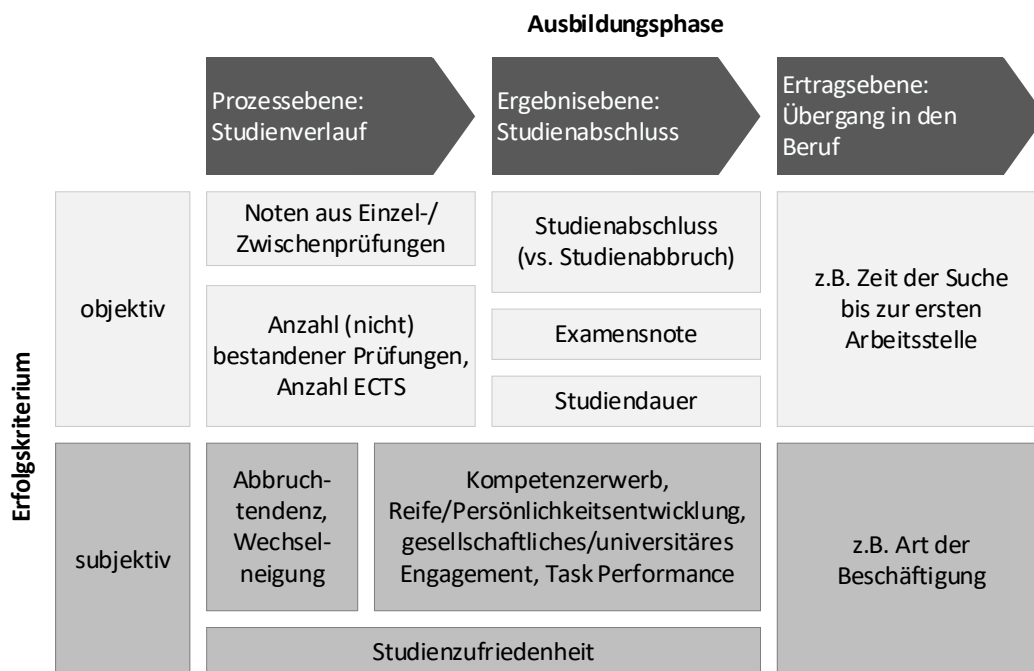 Ausbildungsphase
Prozessebene:
Studienverlauf
Ergebnisebene:
Studienabschluss
Ertragsebene:
Übergang in den
Beruf
Erfolgskriterium
objektiv
Noten aus Einzel-/
Zwischenprüfungen
Anzahl (nicht)
bestandener Prüfungen,
Anzahl ECTS
Studienabschluss
(vs. Studienabbruch)
Examensnote
Studiendauer
z.B. Zeit der Suche
bis zur ersten
Arbeitsstelle
subjektiv
Abbruch-
tendenz,
Wechsel-
neigung
Kompetenzerwerb,
Reife/Persönlichkeitsentwicklung,
gesellschaftliches/universitäres
Engagement, Task Performance
Studienzufriedenheit
z.B. Art der
Beschäftigung